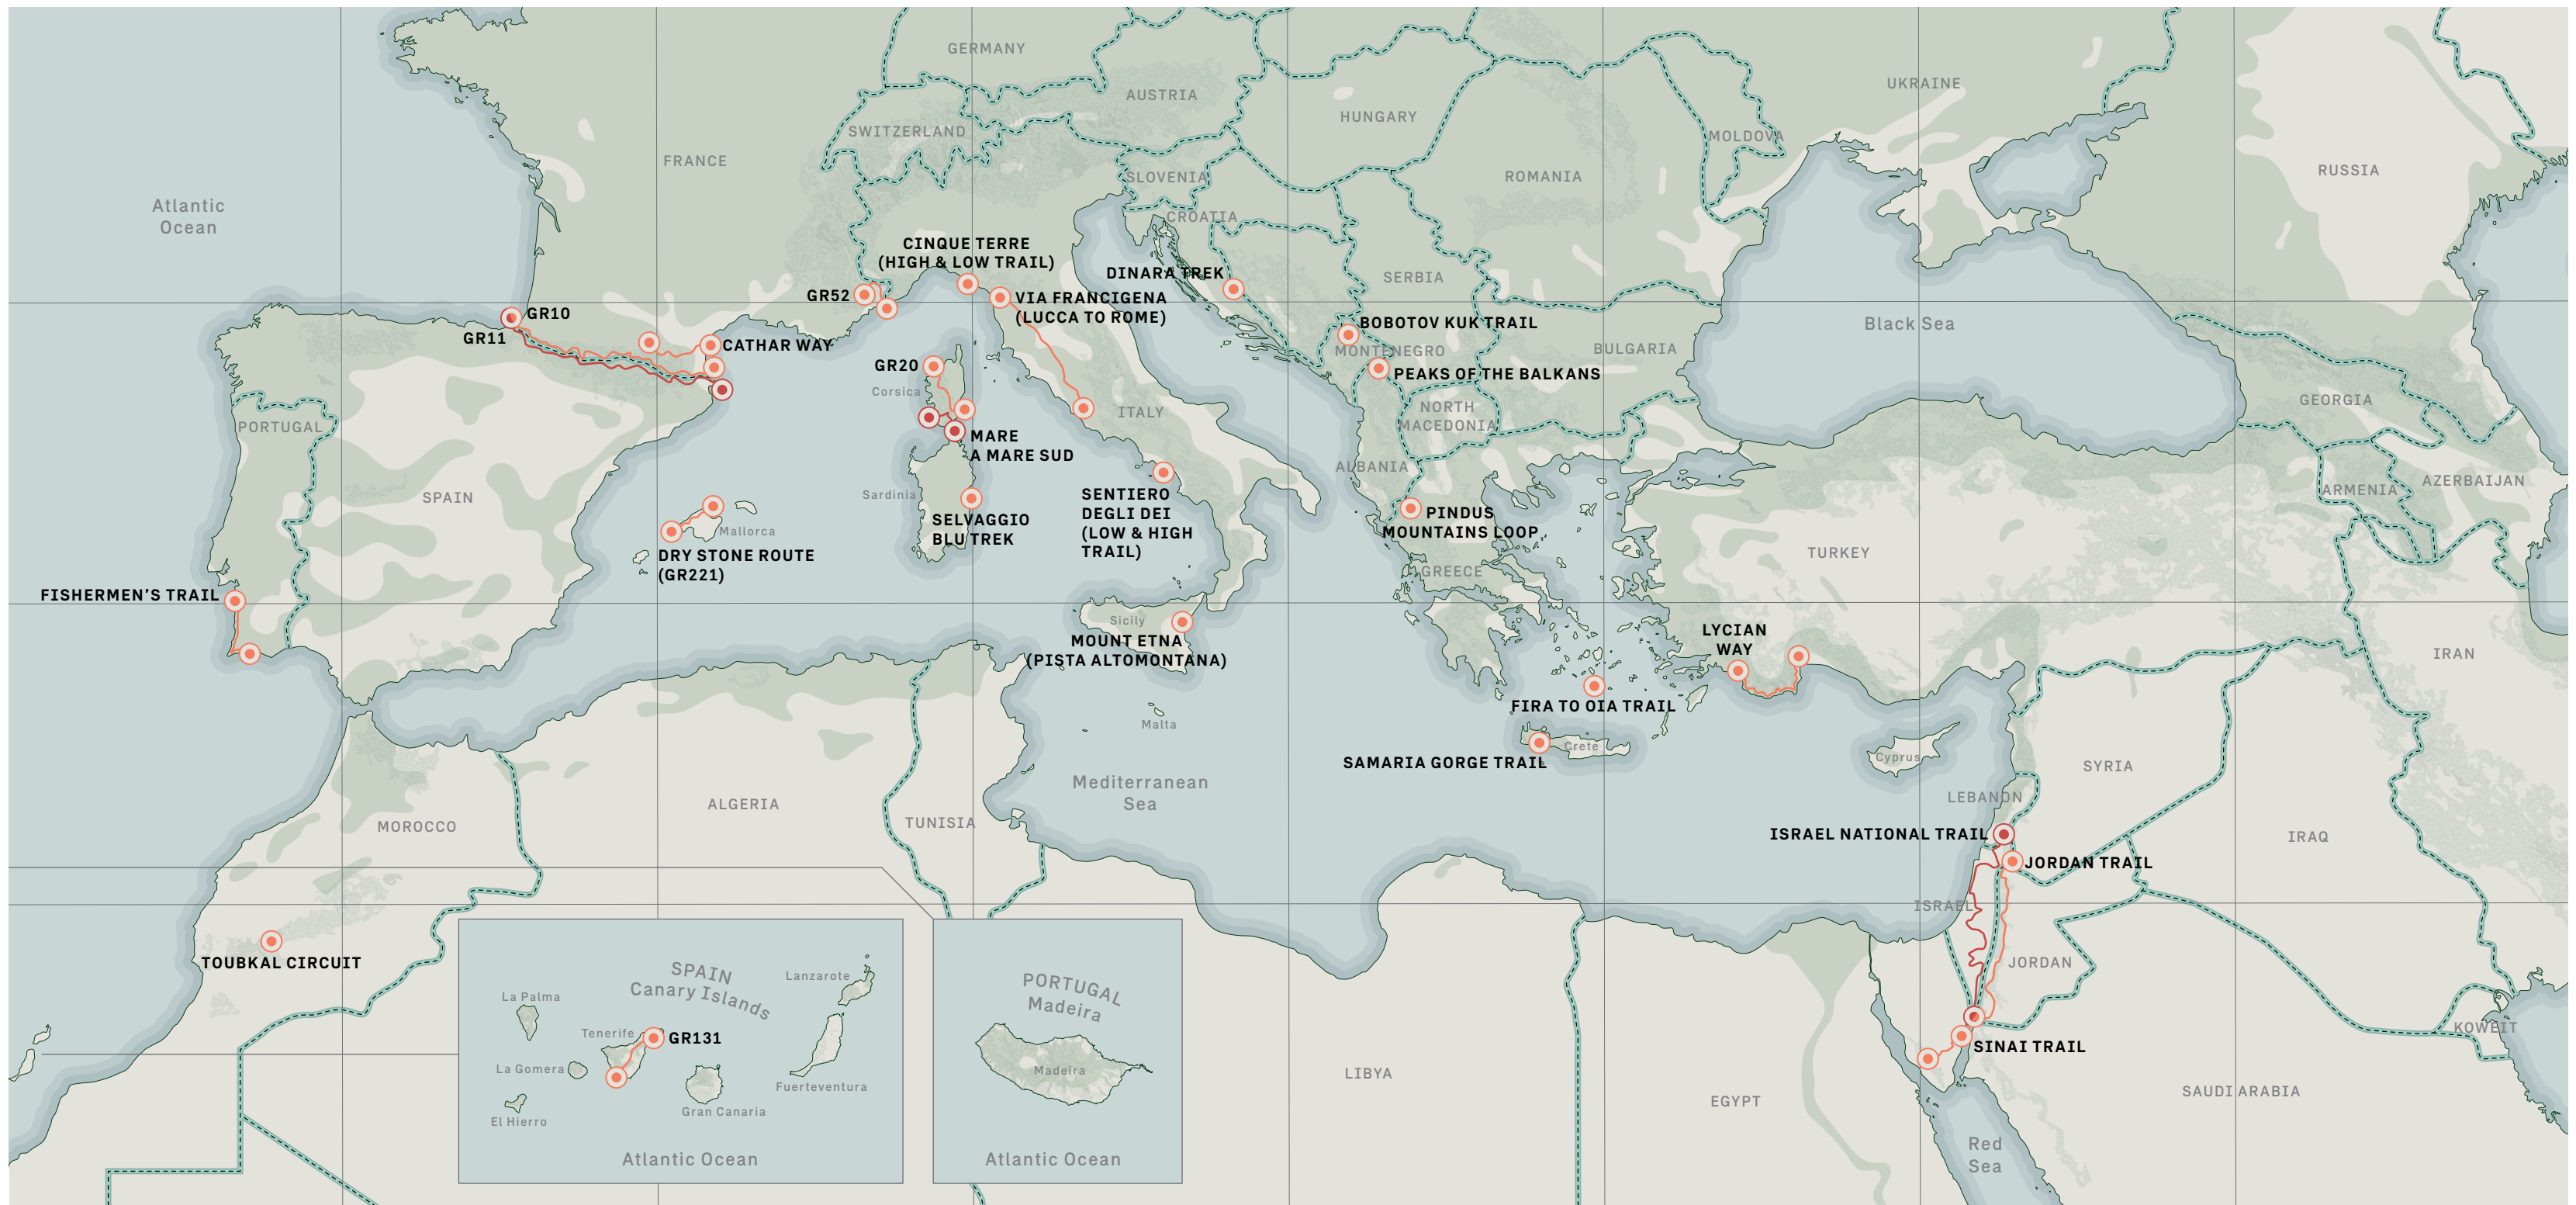 GERMANY
UKRAINE
AUSTRIA
HUNGARY
SWITZERLAND
MOLDOVA
FRANCE
RUSSIA
SLOVENIA
ROMANIA
Atlantic
Ocean
CROATIA
CINQUE TERRE
(HIGH & LOW TRAIL)
DINARA TREK
SERBIA
GR52
VIA FRANCIGENA
(LUCCA TO ROME)
GR10
GR11
BOBOTOV KUK TRAIL
Black Sea
CATHAR WAY
MONTENEGRO
BULGARIA
GR20
PEAKS OF THE BALKANS
Corsica
GEORGIA
ITALY
NORTH
MACEDONIA
PORTUGAL
MARE
A MARE SUD
ALBANIA
AZERBAIJAN
ARMENIA
SPAIN
Sardinia
SENTIERO
DEGLI DEI
(LOW & HIGH
TRAIL)
PINDUS
MOUNTAINS LOOP
SELVAGGIO
BLU TREK
Mallorca
DRY STONE ROUTE
(GR221)
TURKEY
GREECE
FISHERMEN'S TRAIL
Sicily
MOUNT ETNA
(PISTA ALTOMONTANA)
LYCIAN
WAY
IRAN
FIRA TO OIA TRAIL
Malta
Crete
SAMARIA GORGE TRAIL
Cyprus
SYRIA
Mediterranean
Sea
LEBANON
ALGERIA
MOROCCO
TUNISIA
ISRAEL NATIONAL TRAIL
IRAQ
JORDAN TRAIL
ISRAEL
TOUBKAL CIRCUIT
JORDAN
SPAIN
Canary Islands
Lanzarote
La Palma
Tenerife
GR131
La Gomera
Fuerteventura
Gran Canaria
El Hierro
Atlantic Ocean
PORTUGAL
Madeira
Madeira
Atlantic Ocean
KOWEIT
SINAI TRAIL
LIBYA
EGYPT
SAUDI ARABIA
Red
Sea